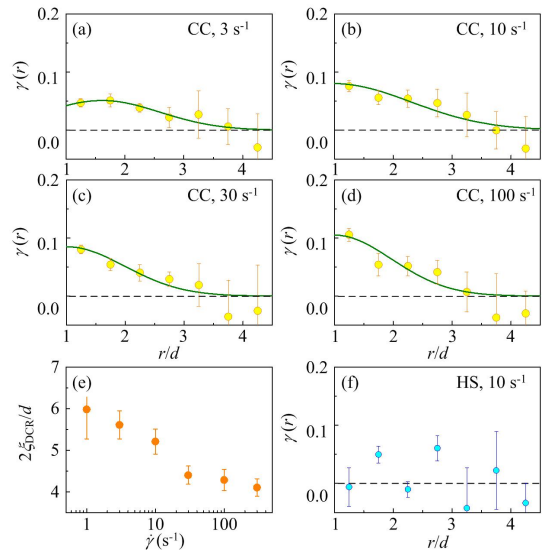 (a) CC, 3 s⁻¹
γ(r)
0.2
0.1
0.0
1 2 3 4
(b) CC, 10 s⁻¹
γ(r)
0.2
0.1
0.0
1 2 3 4
(c) CC, 30 s⁻¹
γ(r)
0.2
0.1
0.0
1 2 3 4
r/d
(d) CC, 100 s⁻¹
γ(r)
0.2
0.1
0.0
1 2 3 4
r/d
(e)
2ξDCR/d
7
6
5
4
1 10 100
γ̇ (s⁻¹)
(f) HS, 10 s⁻¹
γ(r)
0.2
0.1
0.0
1 2 3 4
r/d